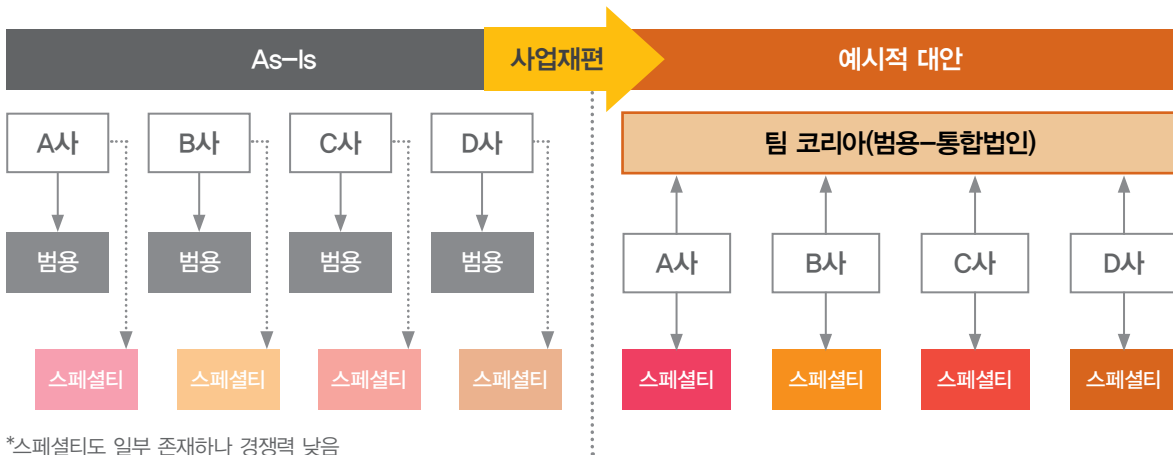 As-Is
사업재편
예시적 대안
A사
B사
C사
D사
범용
범용
범용
범용
스페셜티
스페셜티
스페셜티
스페셜티
*스페셜티도 일부 존재하나 경쟁력 낮음
팀 코리아(범용-통합법인)
A사
B사
C사
D사
스페셜티
스페셜티
스페셜티
스페셜티